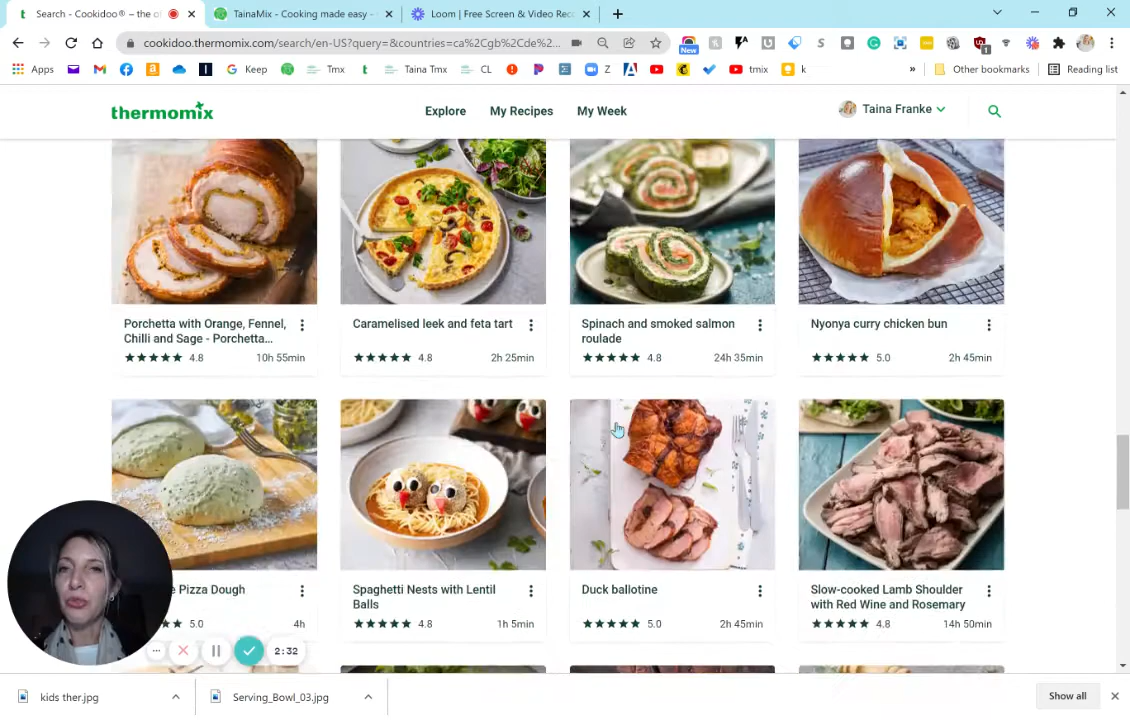 Search - Cookidoo® – the o
TainaMix - Cooking made easy -
Loom | Free Screen & Video Rec
cookidoo.thermomix.com/search/en-US?query=&countries=ca%2Cgb%2Cde%2...
New
1
Apps
Keep
Tmx
Taina Tmx
CL
Z
tmix
k
»
Other bookmarks
Reading list
thermomix
Explore
My Recipes
My Week
Taina Franke
Porchetta with Orange, Fennel,
Chilli and Sage - Porchetta...
4.8
10h 55min
Caramelised leek and feta tart
4.8
2h 25min
Spinach and smoked salmon
roulade
4.8
24h 35min
Nyonya curry chicken bun
5.0
2h 45min
Pizza Dough
5.0
4h
Spaghetti Nests with Lentil
Balls
4.8
1h 5min
Duck ballotine
5.0
2h 45min
Slow-cooked Lamb Shoulder
with Red Wine and Rosemary
4.8
14h 50min
2:32
kids ther.jpg
Serving_Bowl_03.jpg
Show all